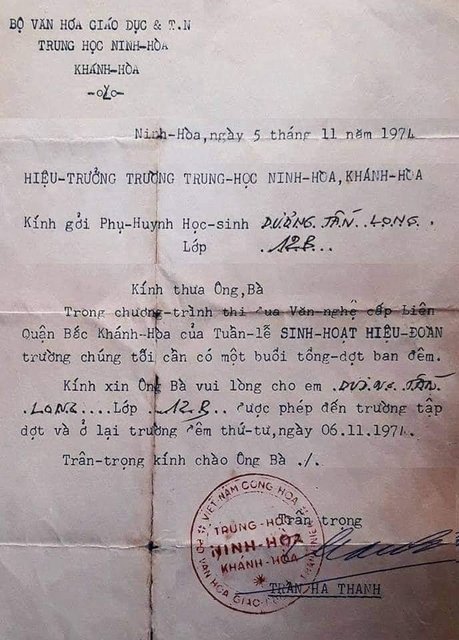 BỘ VĂN HOA GIÁO DỤC & T.N
TRUNG HỌC NINH-HÒA
KHÁNH-HÒA
Ninh-Hòa, ngày 5 tháng 11 năm 1974
HIỆU-TRƯỞNG TRƯỜNG TRUNG-HỌC NINH-HOA, KHÁNH-HÒA
Kính gởi Phụ-Huynh Học-sinh DƯƠNG TẤN LONG.
Lớp .12B..
Kính thưa Ông, Bà
Trong chương-trình thi đua Văn-nghệ cấp Liên
Quận Bắc Khánh-Hòa của Tuần-lễ SINH-HOẠT HIỆU-ĐOÀN
trường chúng tôi cần có một buổi tổng-dợt ban đêm.
Kính xin Ông Bà vui lòng cho em DƯƠNG TẤN
LONG....Lớp .12B.. được phép đến trường tập
dợt và ở lại trường đêm thứ-tư, ngày 06.11.1974.
Trân-trọng kính chào Ông Bà ./.
VIỆT-NAM CỘNG HÒA
TRUNG-HỌC
NINH-HÒA
KHÁNH-HÒA
BỘ VĂN HÓA GIÁO-
Trân trọng
TRẦN HÀ THANH